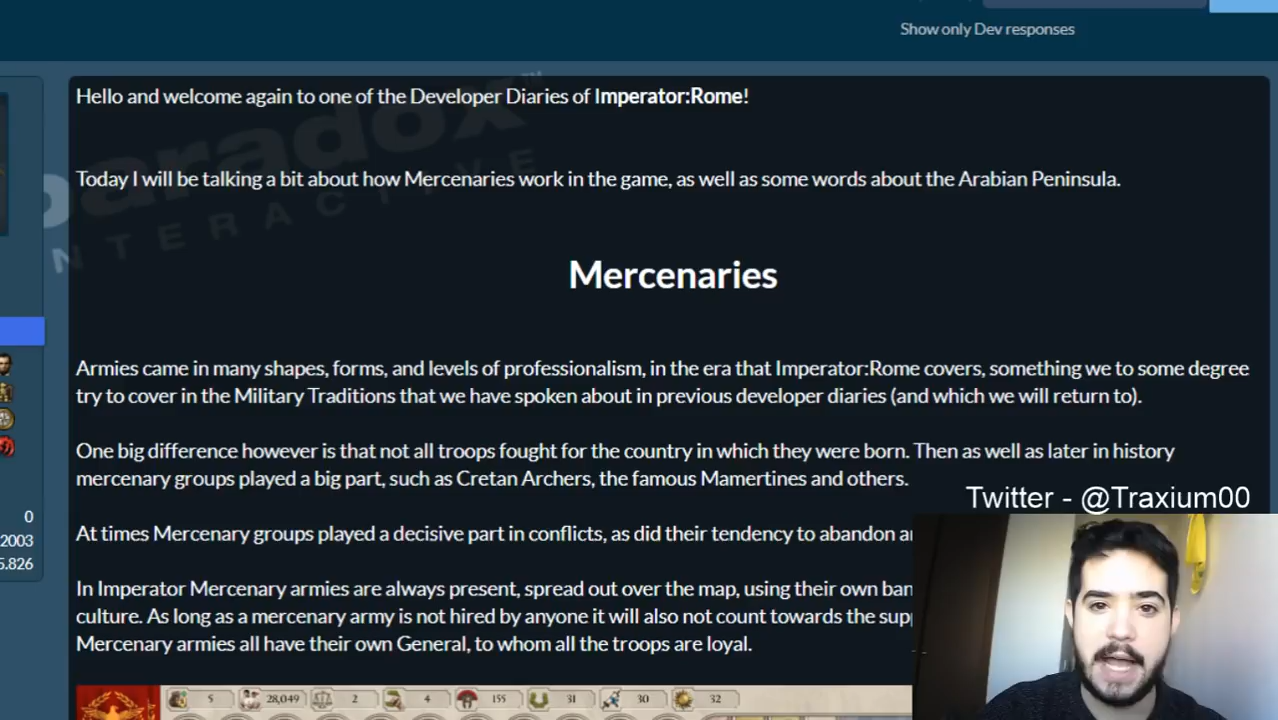 Show only Dev responses
Hello and welcome again to one of the Developer Diaries of Imperator:Rome!
paradox
INTERACTIVE
Today I will be talking a bit about how Mercenaries work in the game, as well as some words about the Arabian Peninsula.
Mercenaries
Armies came in many shapes, forms, and levels of professionalism, in the era that Imperator:Rome covers, something we to some degree
try to cover in the Military Traditions that we have spoken about in previous developer diaries (and which we will return to).
One big difference however is that not all troops fought for the country in which they were born. Then as well as later in history
mercenary groups played a big part, such as Cretan Archers, the famous Mamertines and others.
Twitter - @Traxium00
0
2003
5.826
At times Mercenary groups played a decisive part in conflicts, as did their tendency to abandon
In Imperator Mercenary armies are always present, spread out over the map, using their own
culture. As long as a mercenary army is not hired by anyone it will also not count towards the
Mercenary armies all have their own General, to whom all the troops are loyal.
5 28,049 2 4 155 31 30 32